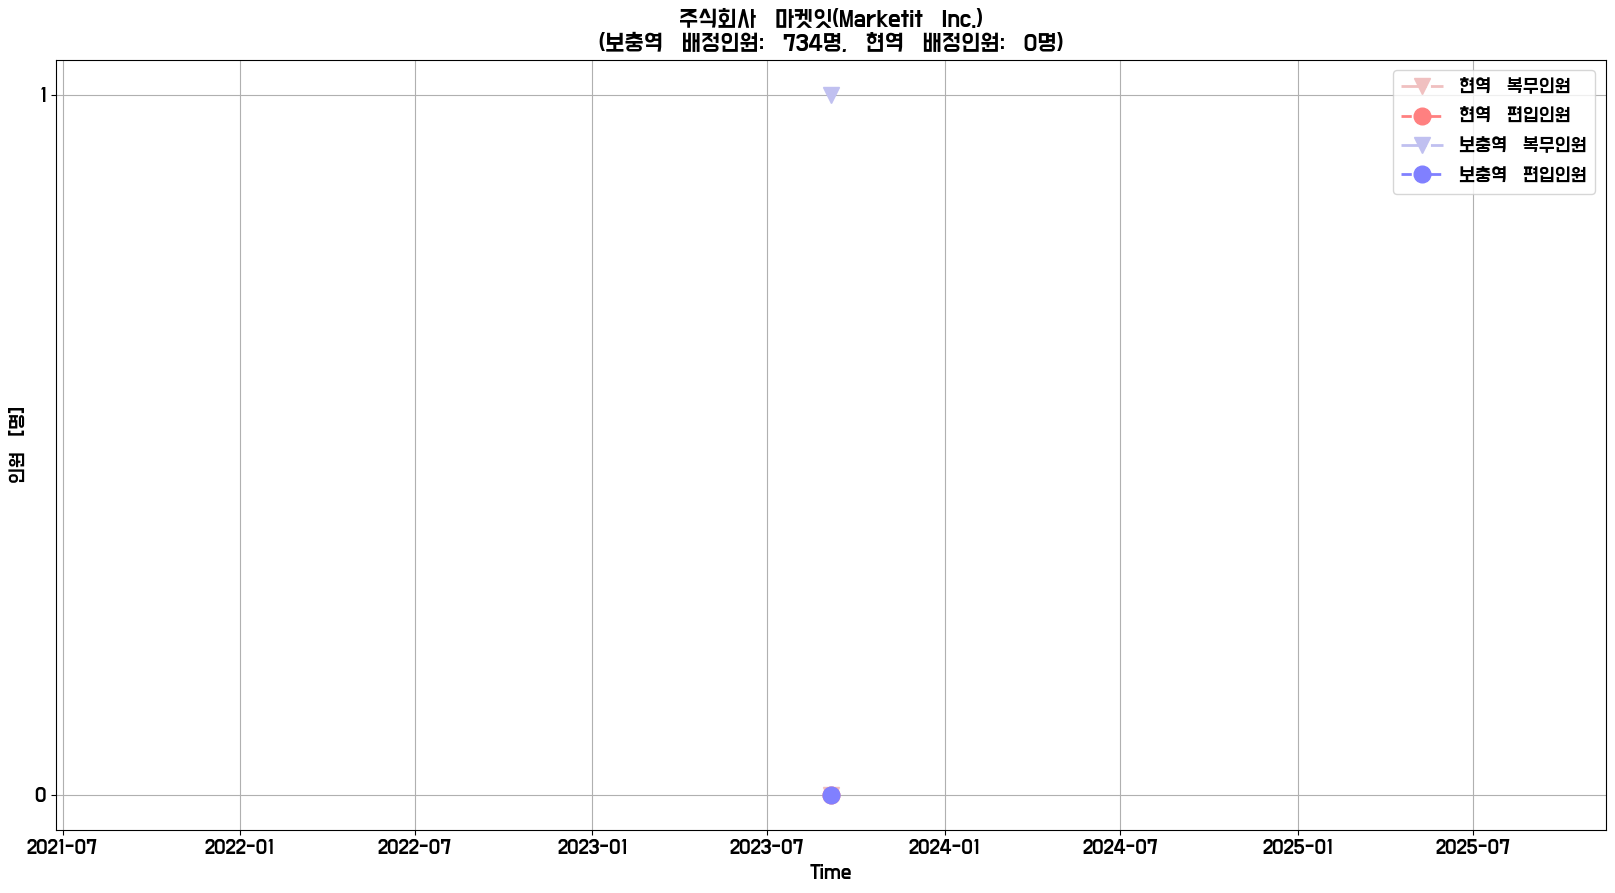 주식회사 마켓잇(Marketit Inc.)
(보충역 배정인원: 734명, 현역 배정인원: 0명)
현역 복무인원
현역 편입인원
보충역 복무인원
보충역 편입인원
인원 [명]
1
0
2021-07 2022-01 2022-07 2023-01 2023-07 2024-01 2024-07 2025-01 2025-07
Time